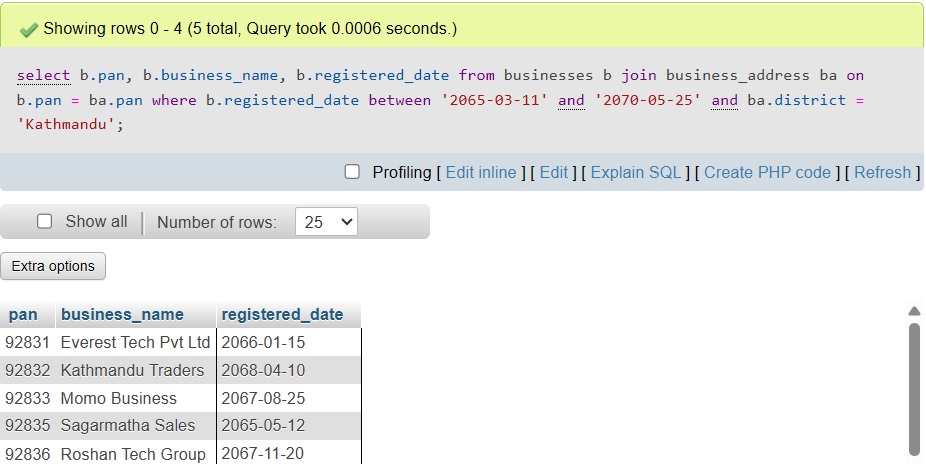 Showing rows 0 - 4 (5 total, Query took 0.0006 seconds.)
select b.pan, b.business_name, b.registered_date from businesses b join business_address ba on
b.pan = ba.pan where b.registered_date between '2065-03-11' and '2070-05-25' and ba.district =
'Kathmandu';
Profiling [ Edit inline ] [ Edit ] [ Explain SQL ] [ Create PHP code ] [ Refresh ]
Show all | Number of rows: 25
Extra options
pan business_name registered_date
92831 Everest Tech Pvt Ltd 2066-01-15
92832 Kathmandu Traders 2068-04-10
92833 Momo Business 2067-08-25
92835 Sagarmatha Sales 2065-05-12
92836 Roshan Tech Group 2067-11-20